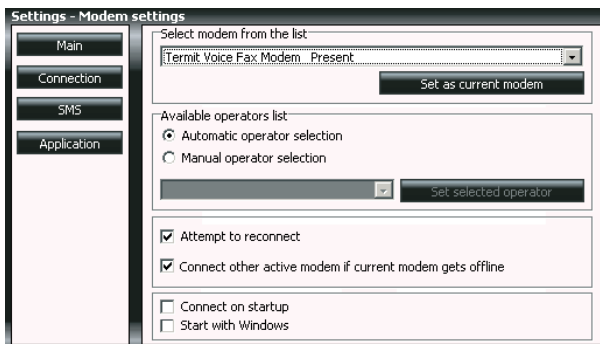 Settings - Modem settings
Main
Connection
SMS
Application
Select modem from the list
Termit Voice Fax Modem   Present
Set as current modem
Available operators list
Automatic operator selection
Manual operator selection
Set selected operator
Attempt to reconnect
Connect other active modem if current modem gets offline
Connect on startup
Start with Windows